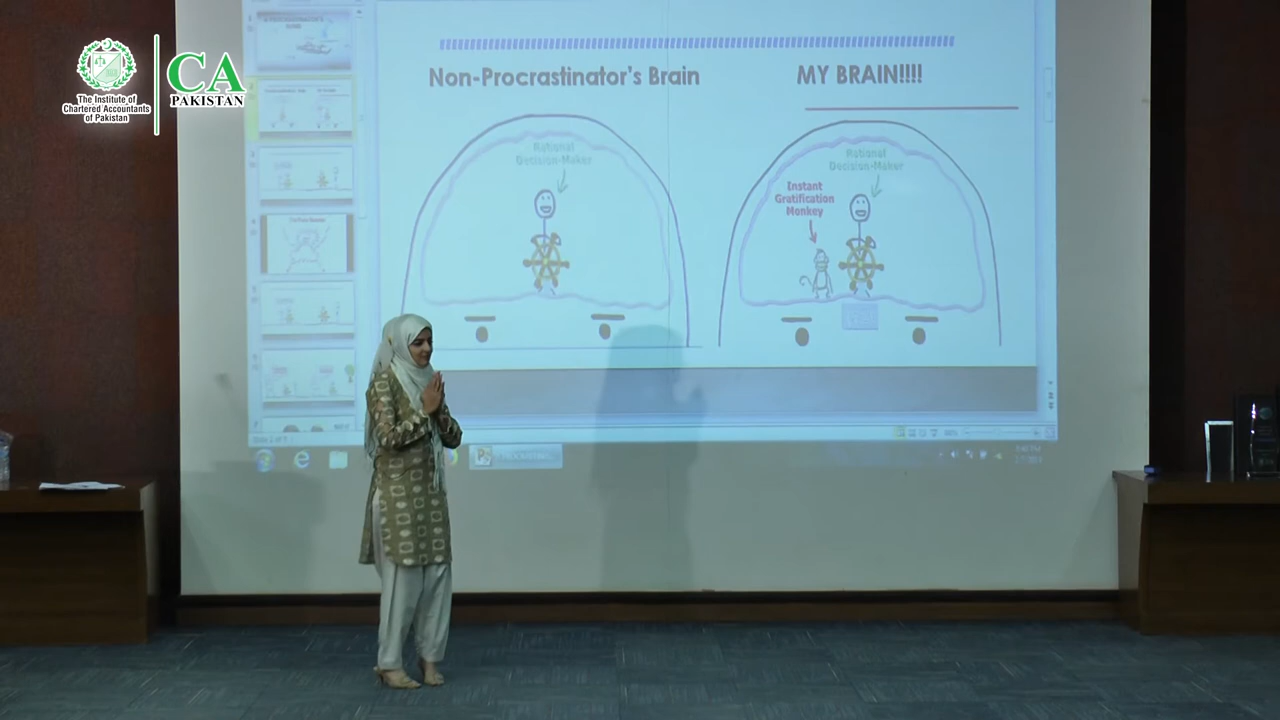 The Institute of
Chartered Accountants
of Pakistan
CA
PAKISTAN
Non-Procrastinator's Brain
MY BRAIN!!!!
Rational
Decision-Maker
Rational
Decision-Maker
Instant
Gratification
Monkey